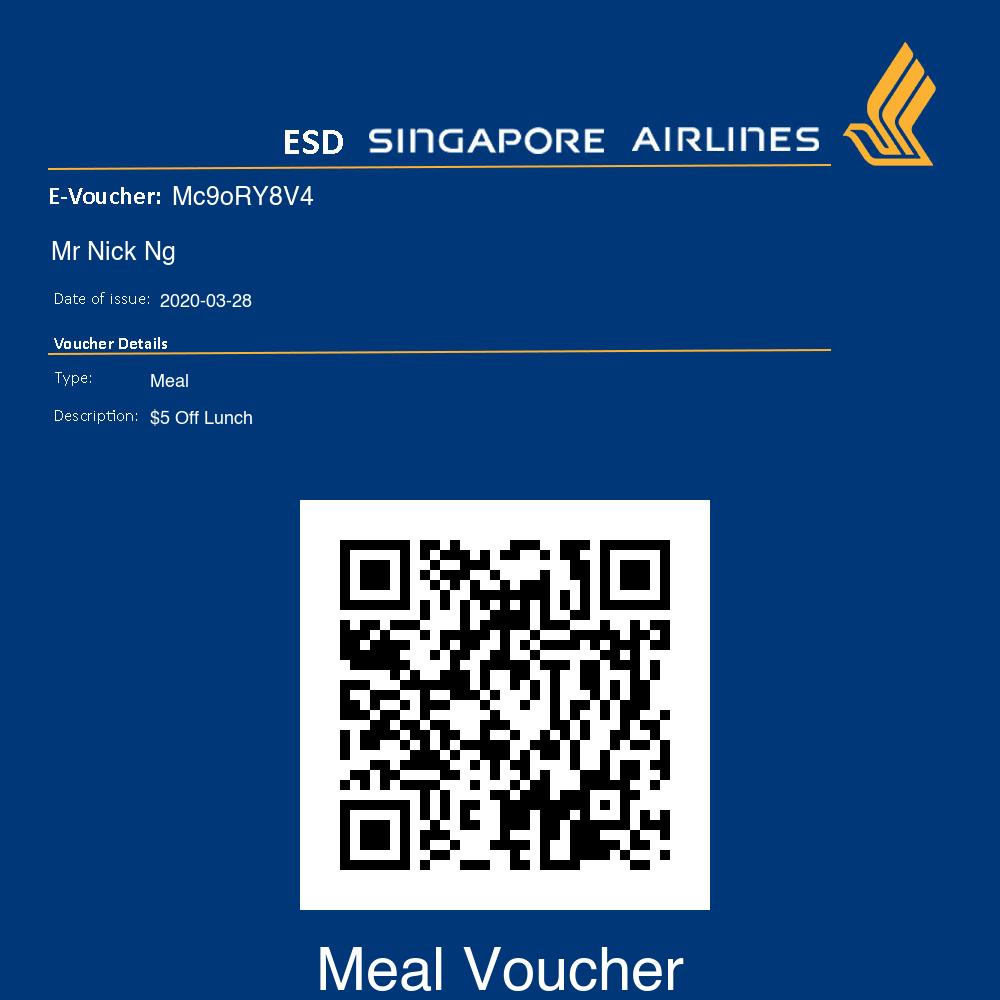 ESD SINGAPORE AIRLINES
E-Voucher: Mc9oRY8V4
Mr Nick Ng
Date of issue: 2020-03-28
Voucher Details
Type: Meal
Description: $5 Off Lunch
Meal Voucher